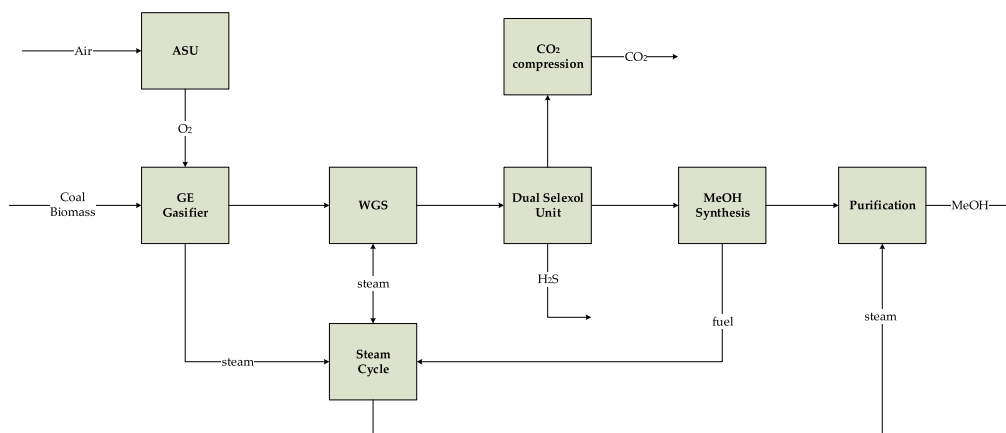 Air
ASU
CO₂
compression
CO₂
O₂
Coal
Biomass
GE
Gasifier
WGS
Dual Selexol
Unit
MeOH
Synthesis
Purification
MeOH
steam
H₂S
fuel
steam
steam
Steam
Cycle